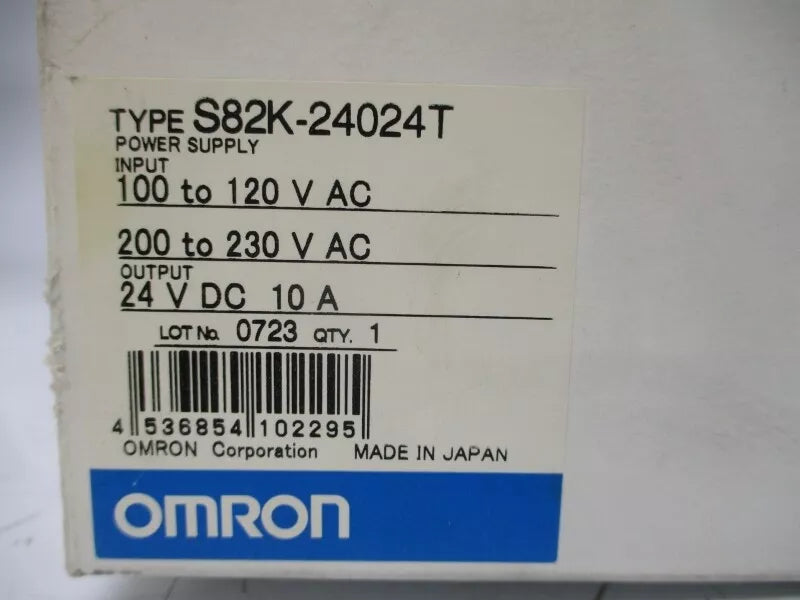 TYPE S82K-24024T
POWER SUPPLY
INPUT
100 to 120 V AC
200 to 230 V AC
OUTPUT
24 V DC 10 A
LOT No. 0723 QTY. 1
4 536854 102295
OMRON Corporation MADE IN JAPAN
OMRON